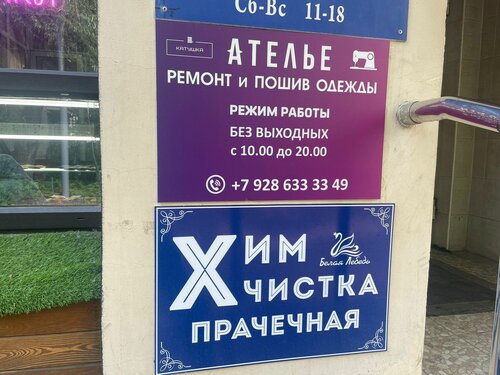 Сб-Вс 11-18
КАТУШКА
АТЕЛЬЕ
РЕМОНТ и ПОШИВ ОДЕЖДЫ
РЕЖИМ РАБОТЫ
БЕЗ ВЫХОДНЫХ
с 10.00 до 20.00
+7 928 633 33 49
ХИМ
ЧИСТКА
Белая Лебедь
ПРАЧЕЧНАЯ